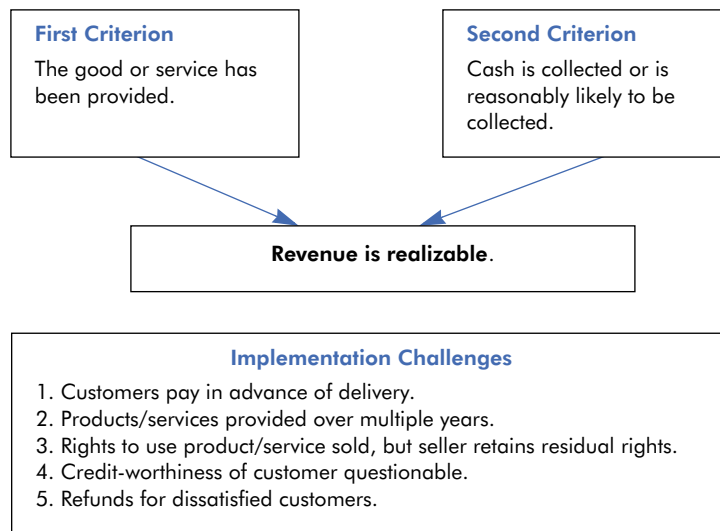 First Criterion
The good or service has
been provided.
Second Criterion
Cash is collected or is
reasonably likely to be
collected.
Revenue is realizable.
Implementation Challenges
1. Customers pay in advance of delivery.
2. Products/services provided over multiple years.
3. Rights to use product/service sold, but seller retains residual rights.
4. Credit-worthiness of customer questionable.
5. Refunds for dissatisfied customers.